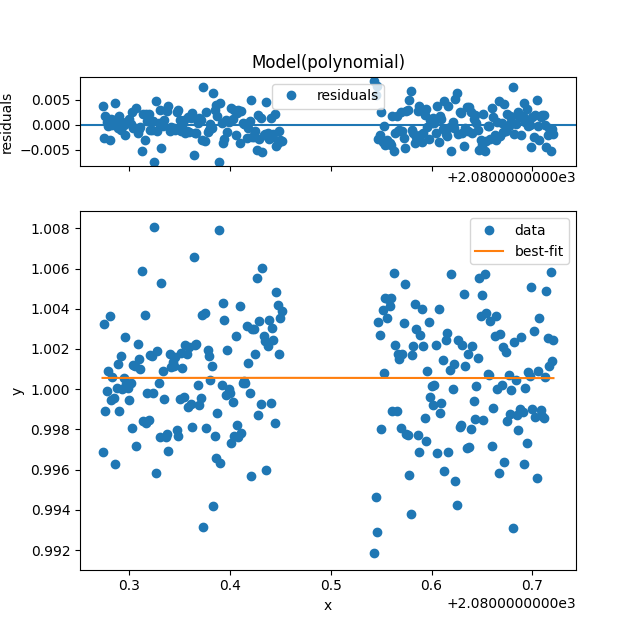 Model(polynomial)
residuals
0.005
0.000
−0.005
residuals
+2.0800000000e3
y
1.008
1.006
1.004
1.002
1.000
0.998
0.996
0.994
0.992
data
best-fit
0.3 0.4 0.5 0.6 0.7
x
+2.0800000000e3